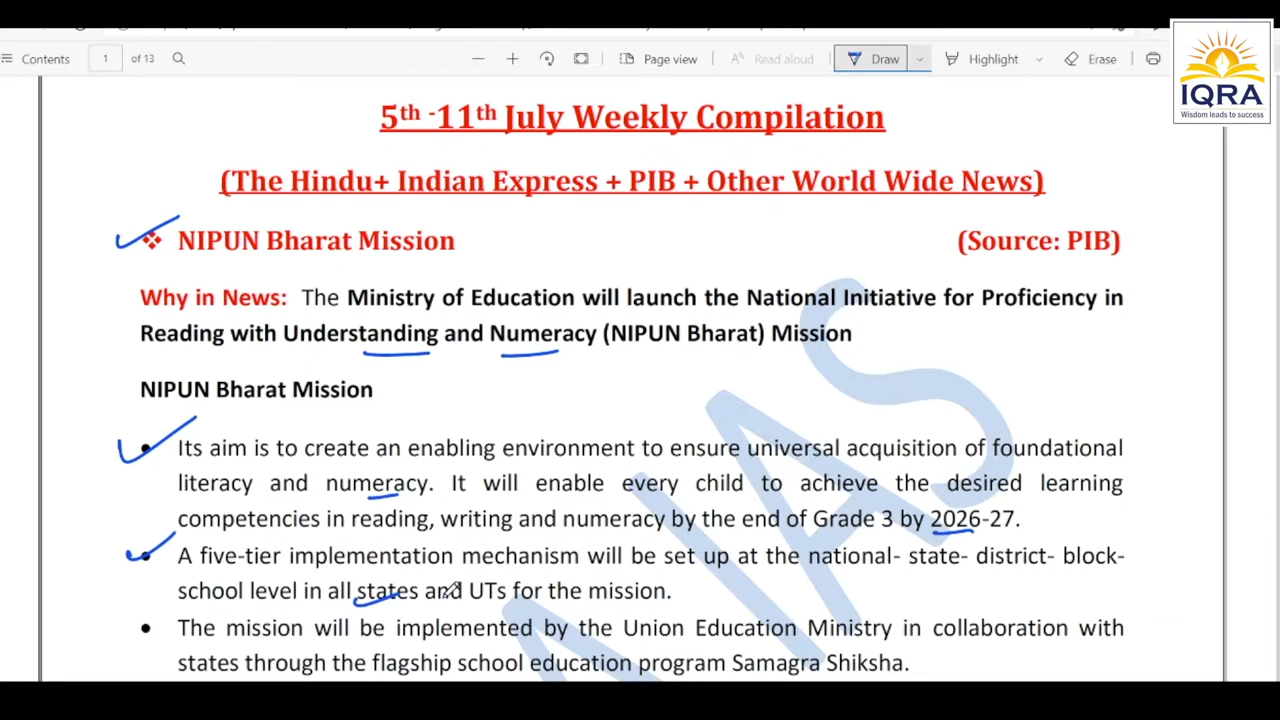 Contents 1 of 13 Page view Read aloud Draw Highlight Erase
IQRA
Wisdom leads to success
5th -11th July Weekly Compilation
(The Hindu+ Indian Express + PIB + Other World Wide News)
❖ NIPUN Bharat Mission (Source: PIB)
Why in News: The Ministry of Education will launch the National Initiative for Proficiency in
Reading with Understanding and Numeracy (NIPUN Bharat) Mission
NIPUN Bharat Mission
• Its aim is to create an enabling environment to ensure universal acquisition of foundational
literacy and numeracy. It will enable every child to achieve the desired learning
competencies in reading, writing and numeracy by the end of Grade 3 by 2026-27.
• A five-tier implementation mechanism will be set up at the national- state- district- block-
school level in all states and UTs for the mission.
• The mission will be implemented by the Union Education Ministry in collaboration with
states through the flagship school education program Samagra Shiksha.
IAS